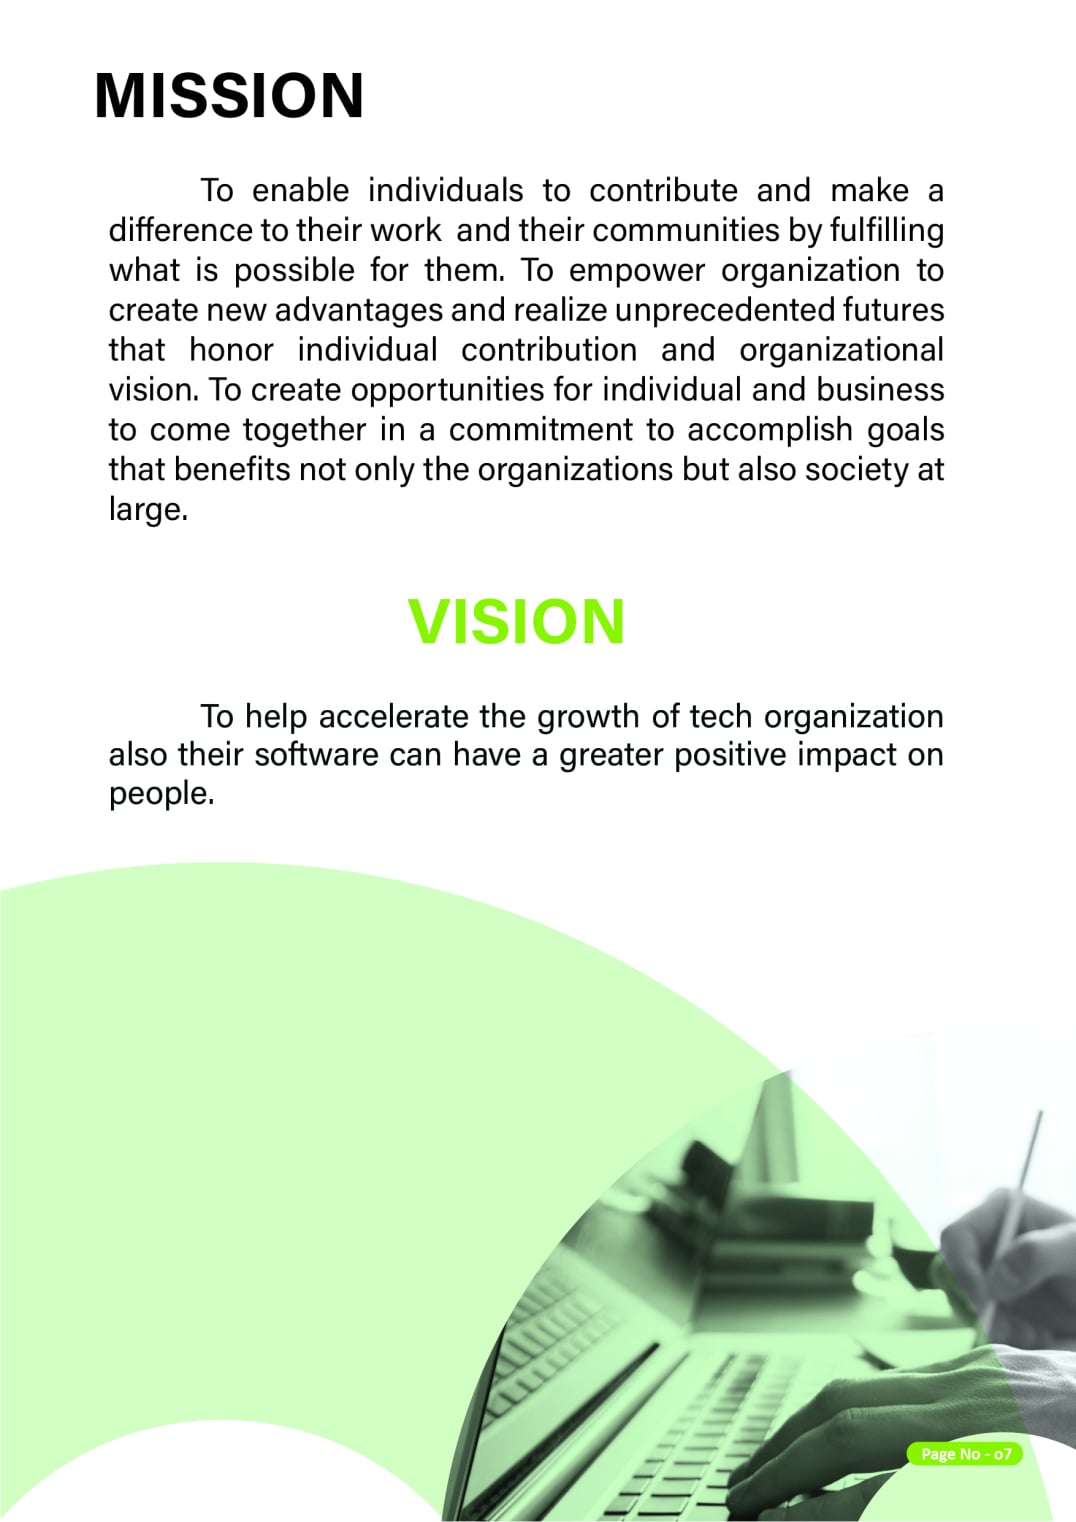 MISSION
To enable individuals to contribute and make a
difference to their work and their communities by fulfilling
what is possible for them. To empower organization to
create new advantages and realize unprecedented futures
that honor individual contribution and organizational
vision. To create opportunities for individual and business
to come together in a commitment to accomplish goals
that benefits not only the organizations but also society at
large.
VISION
To help accelerate the growth of tech organization
also their software can have a greater positive impact on
people.
Page No - o7